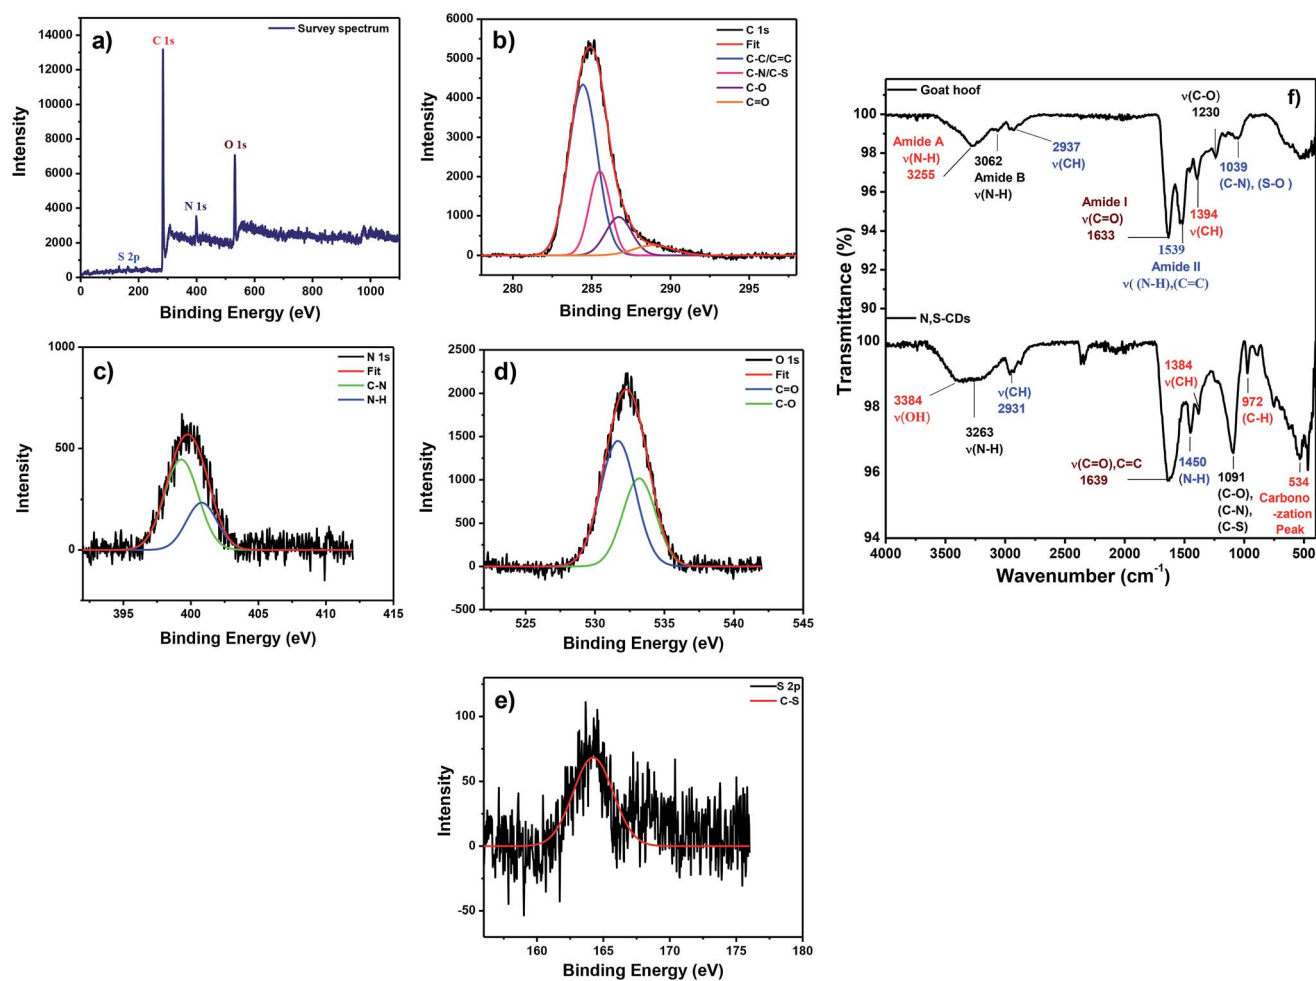 a)
Survey spectrum
C 1s
O 1s
N 1s
S 2p
14000
12000
10000
8000
6000
4000
2000
0
0 200 400 600 800 1000
Intensity
Binding Energy (eV)
b)
C 1s
Fit
C-C/C=C
C-N/C-S
C-O
C=O
6000
5000
4000
3000
2000
1000
0
280 285 290 295
Intensity
Binding Energy (eV)
c)
N 1s
Fit
C-N
N-H
1000
500
0
395 400 405 410 415
Intensity
Binding Energy (eV)
d)
O 1s
Fit
C=O
C-O
2500
2000
1500
1000
500
0
-500
525 530 535 540 545
Intensity
Binding Energy (eV)
e)
S 2p
C-S
100
50
0
-50
160 165 170 175 180
Intensity
Binding Energy (eV)
f)
Goat hoof
ν(C-O)
1230
Amide A
ν(N-H)
3255
3062
Amide B
ν(N-H)
2937
ν(CH)
Amide I
ν(C=O)
1633
1539
Amide II
ν( (N-H),(C=C)
1394
ν(CH)
1039
(C-N), (S-O )
100
98
96
94
92
90
N,S-CDs
3384
ν(OH)
3263
ν(N-H)
ν(CH)
2931
ν(C=O),C=C
1639
1384
ν(CH)
1450
(N-H)
1091
(C-O),
(C-N),
(C-S)
972
(C-H)
534
Carbono
-zation
Peak
100
98
96
94
4000 3500 3000 2500 2000 1500 1000 500
Transmittance (%)
Wavenumber (cm⁻¹)